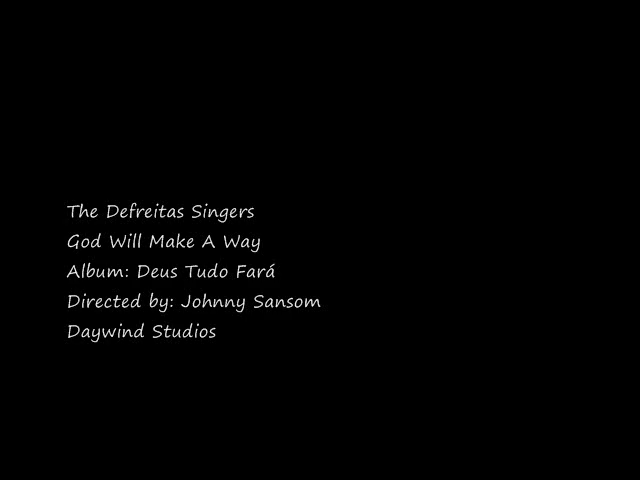 The Defreitas Singers
God Will Make A Way
Album: Deus Tudo Fará
Directed by: Johnny Sansom
Daywind Studios